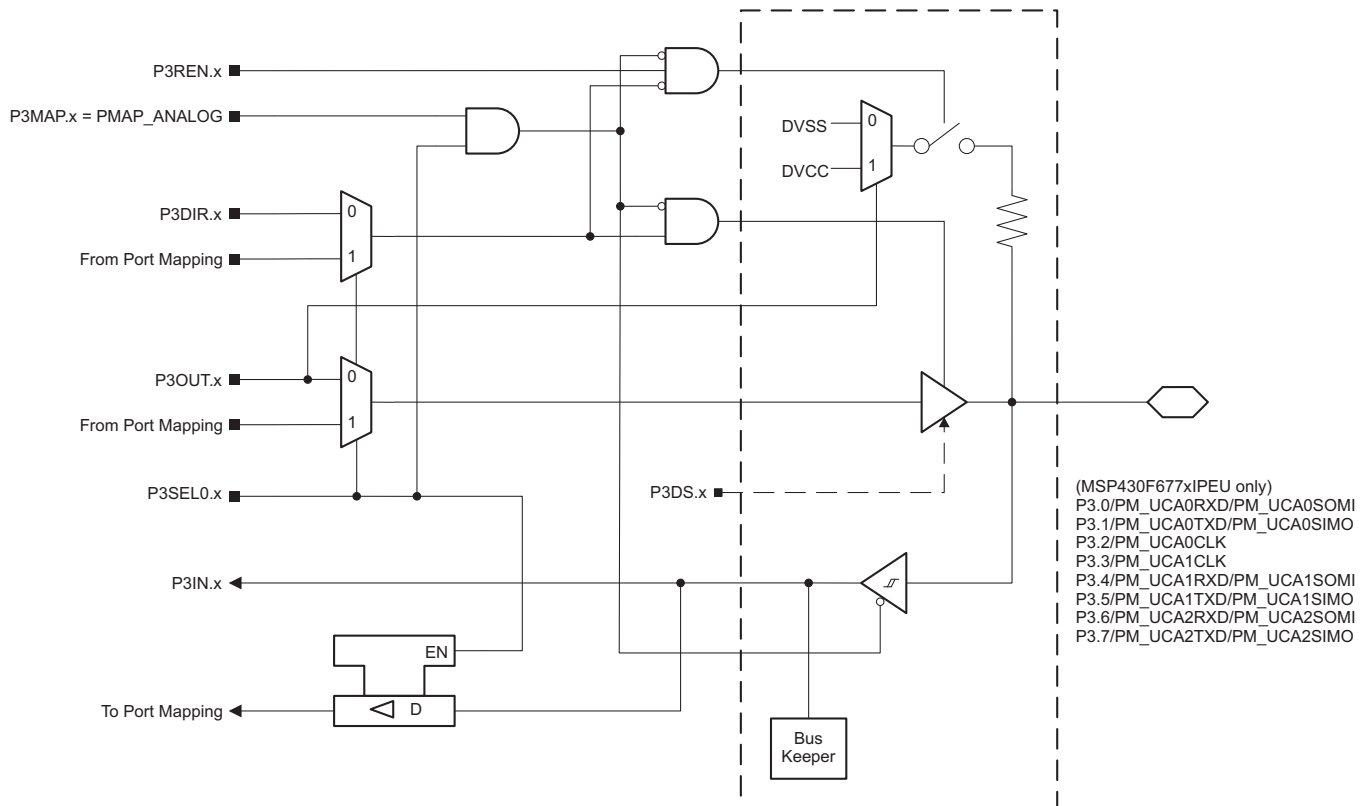 P3REN.x
P3MAP.x = PMAP_ANALOG
DVSS
0
DVCC
1
P3DIR.x
0
From Port Mapping
1
P3OUT.x
0
From Port Mapping
1
P3SEL0.x
P3DS.x
(MSP430F677xIPEU only)
P3.0/PM_UCA0RXD/PM_UCA0SOMI
P3.1/PM_UCA0TXD/PM_UCA0SIMO
P3.2/PM_UCA0CLK
P3.3/PM_UCA1CLK
P3.4/PM_UCA1RXD/PM_UCA1SOMI
P3.5/PM_UCA1TXD/PM_UCA1SIMO
P3.6/PM_UCA2RXD/PM_UCA2SOMI
P3.7/PM_UCA2TXD/PM_UCA2SIMO
P3IN.x
EN
To Port Mapping
D
Bus
Keeper